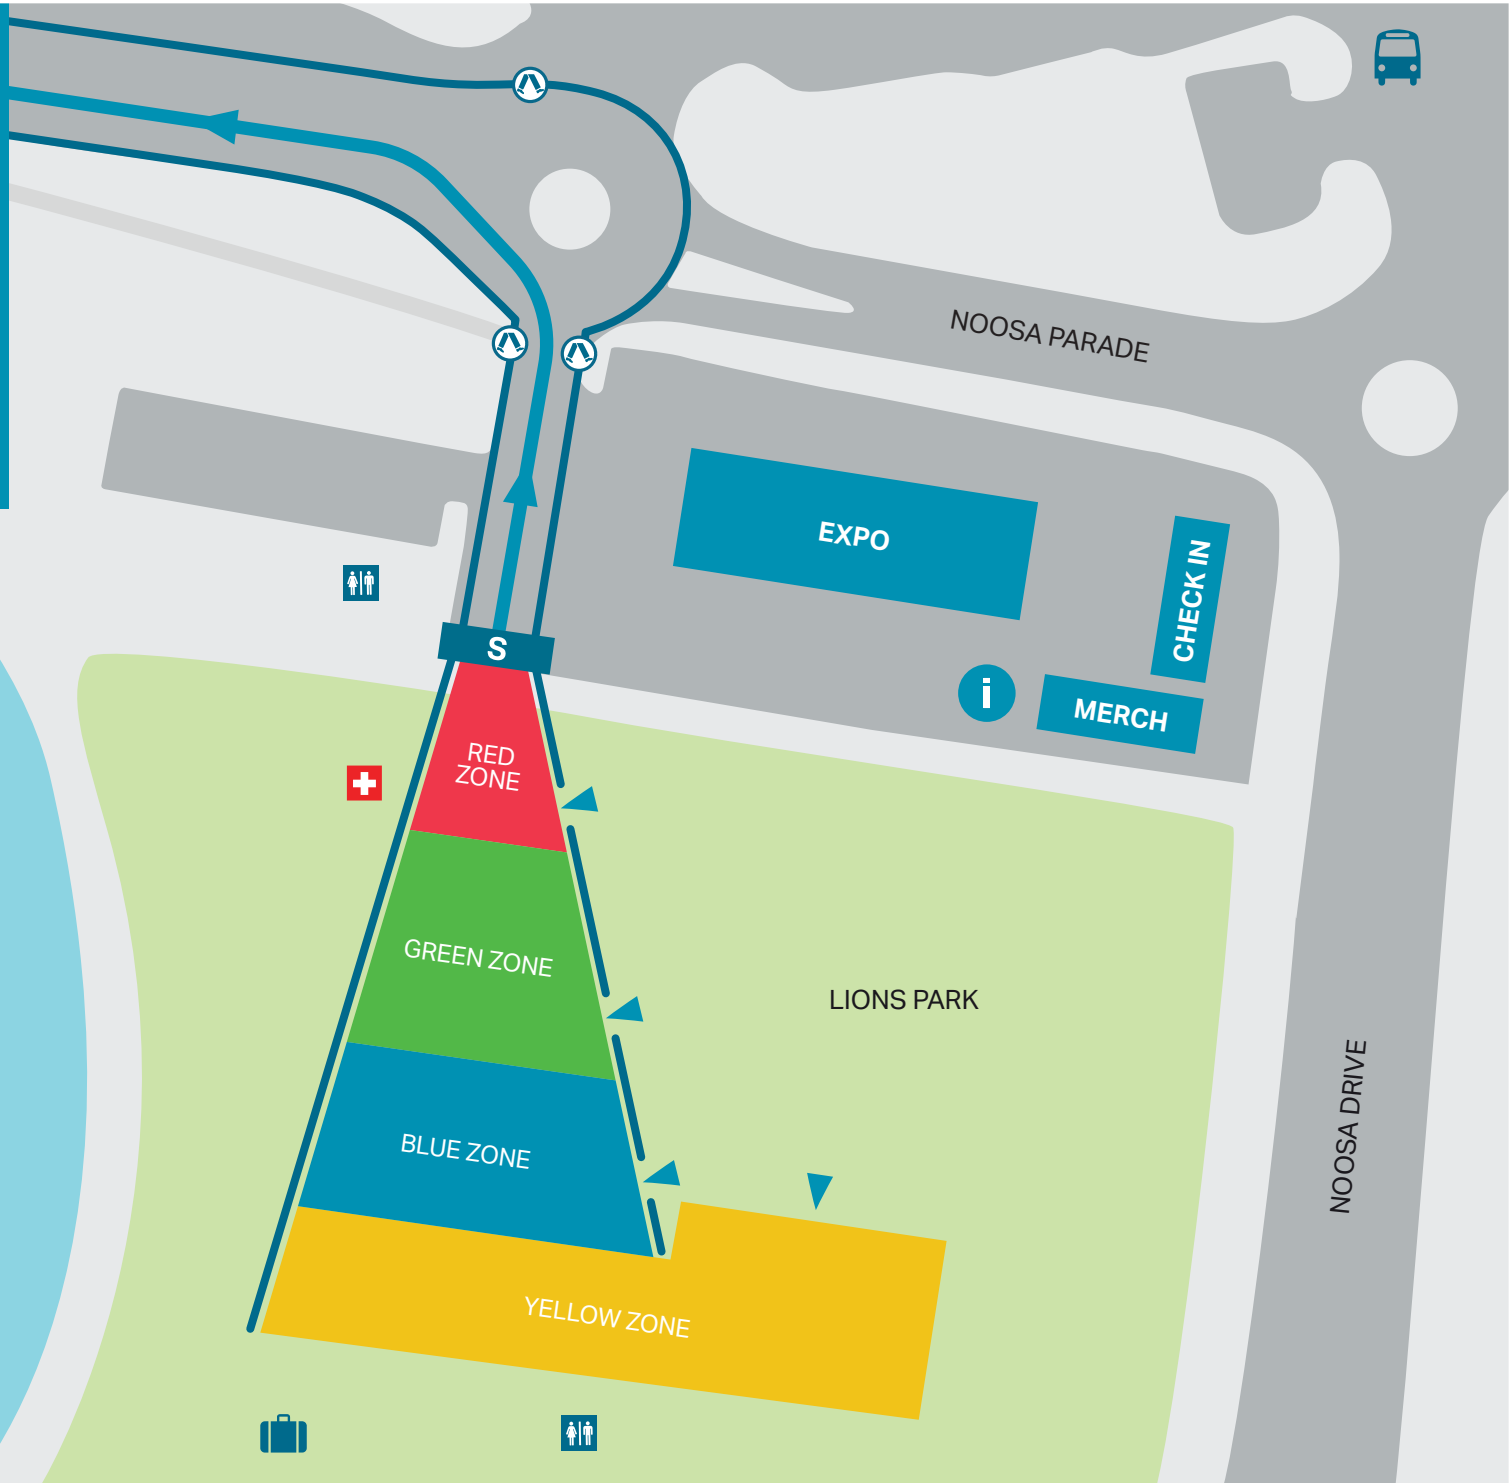 NOOSA PARADE
EXPO
CHECK IN
S
i
MERCH
RED
ZONE
GREEN ZONE
LIONS PARK
NOOSA DRIVE
BLUE ZONE
YELLOW ZONE